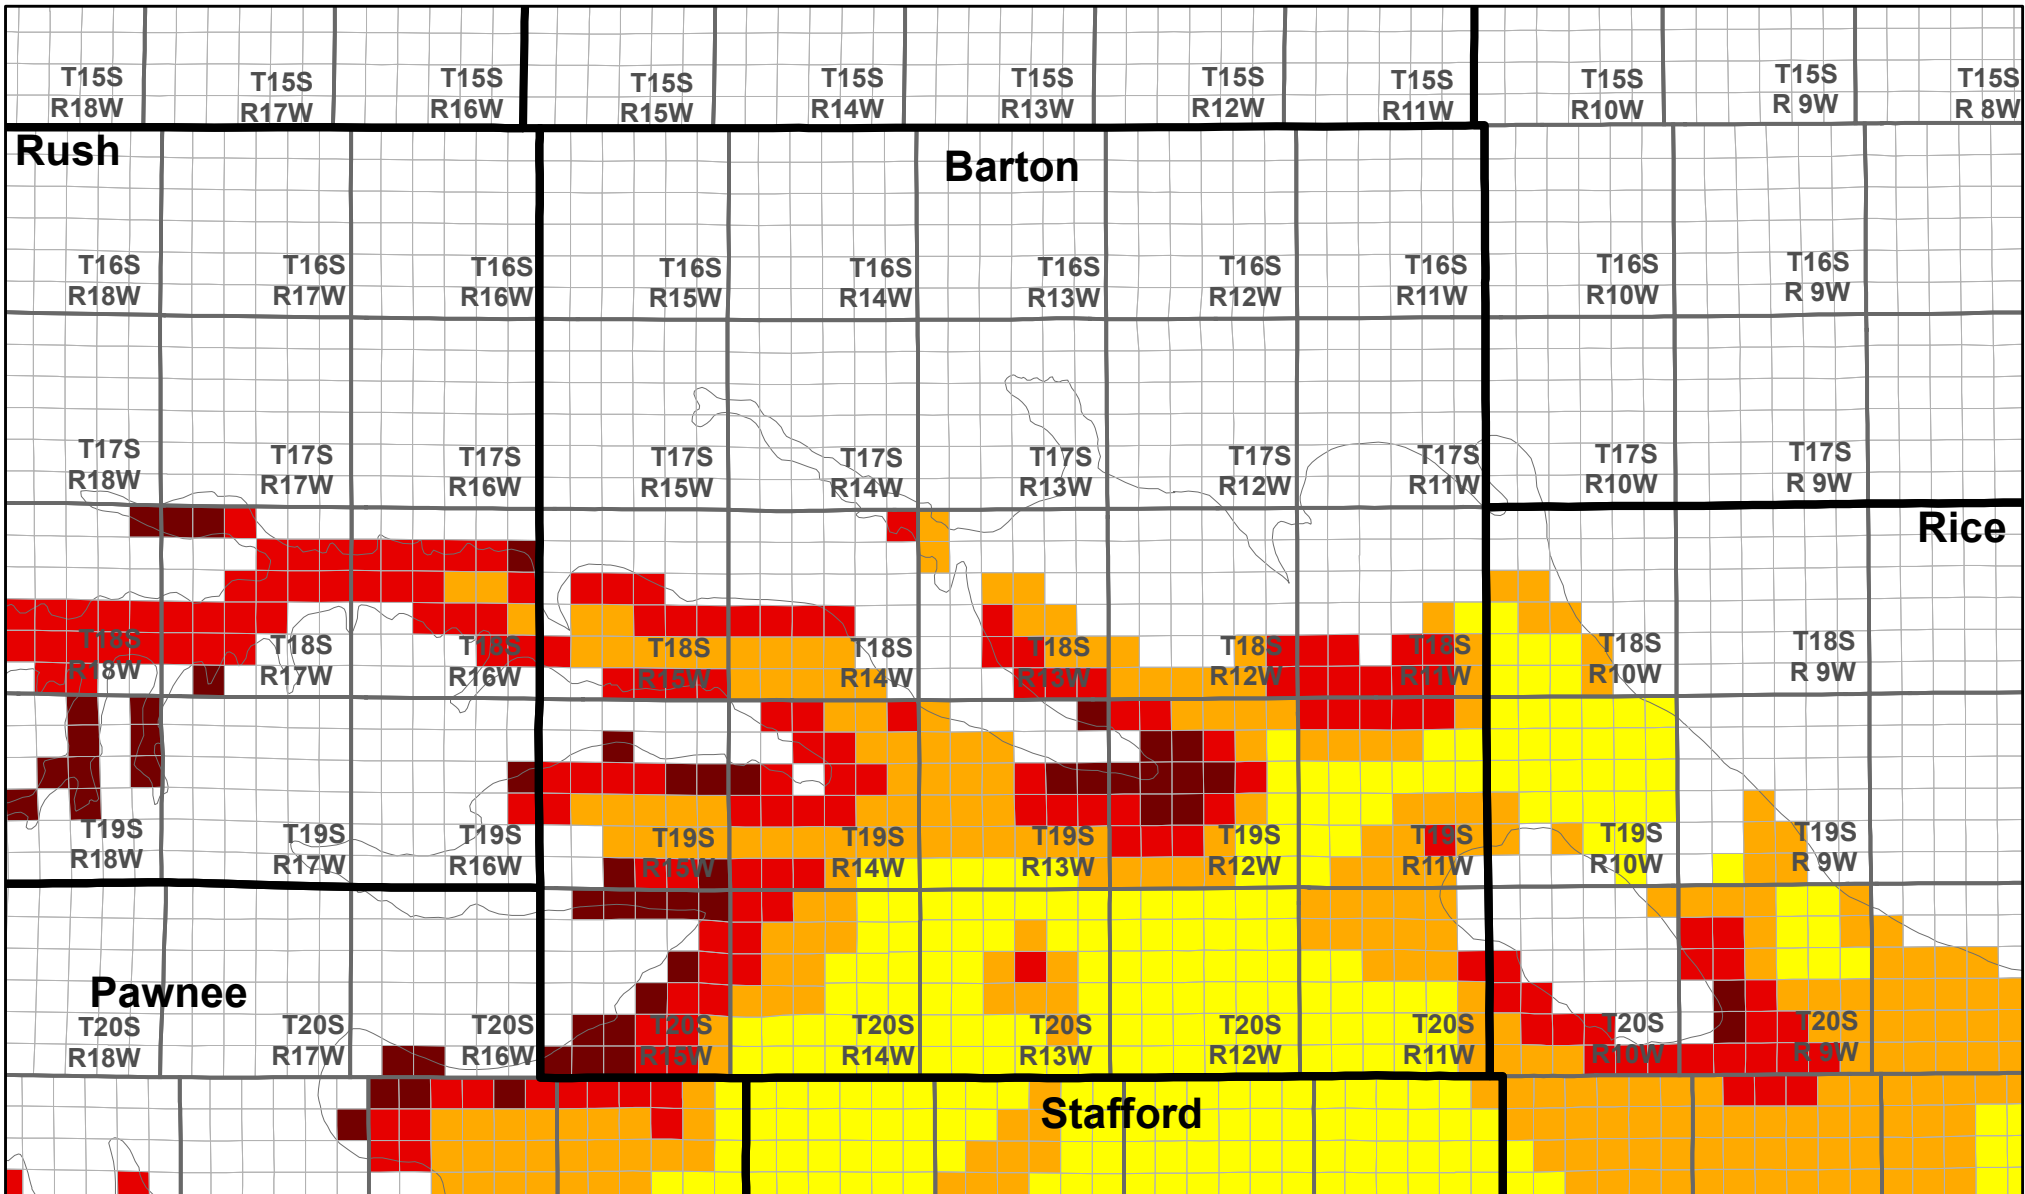 T15S T15S T15S T15S T15S T15S T15S T15S T15S T15S T15S
R18W R17W R16W R15W R14W R13W R12W R11W R10W R 9W R 8W
Rush Barton
T16S T16S T16S T16S T16S T16S T16S T16S T16S T16S
R18W R17W R16W R15W R14W R13W R12W R11W R10W R 9W
T17S T17S T17S T17S T17S T17S T17S T17S T17S T17S
R18W R17W R16W R15W R14W R13W R12W R11W R10W R 9W
Rice
T18S T18S T18S T18S T18S T18S T18S T18S T18S T18S
R18W R17W R16W R15W R14W R13W R12W R11W R10W R 9W
T19S T19S T19S T19S T19S T19S T19S T19S T19S T19S
R18W R17W R16W R15W R14W R13W R12W R11W R10W R 9W
Pawnee
T20S T20S T20S T20S T20S T20S T20S T20S T20S T20S
R18W R17W R16W R15W R14W R13W R12W R11W R10W R 9W
Stafford